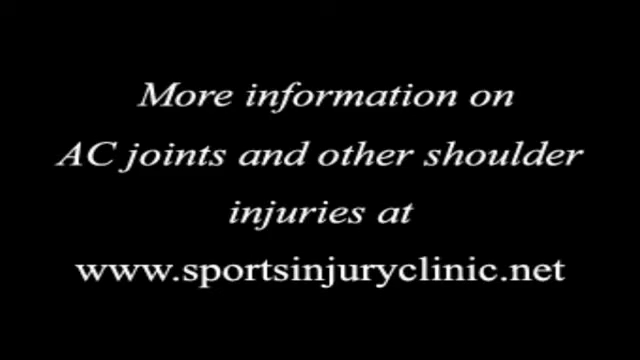 More information on
AC joints and other shoulder
injuries at
www.sportsinjuryclinic.net